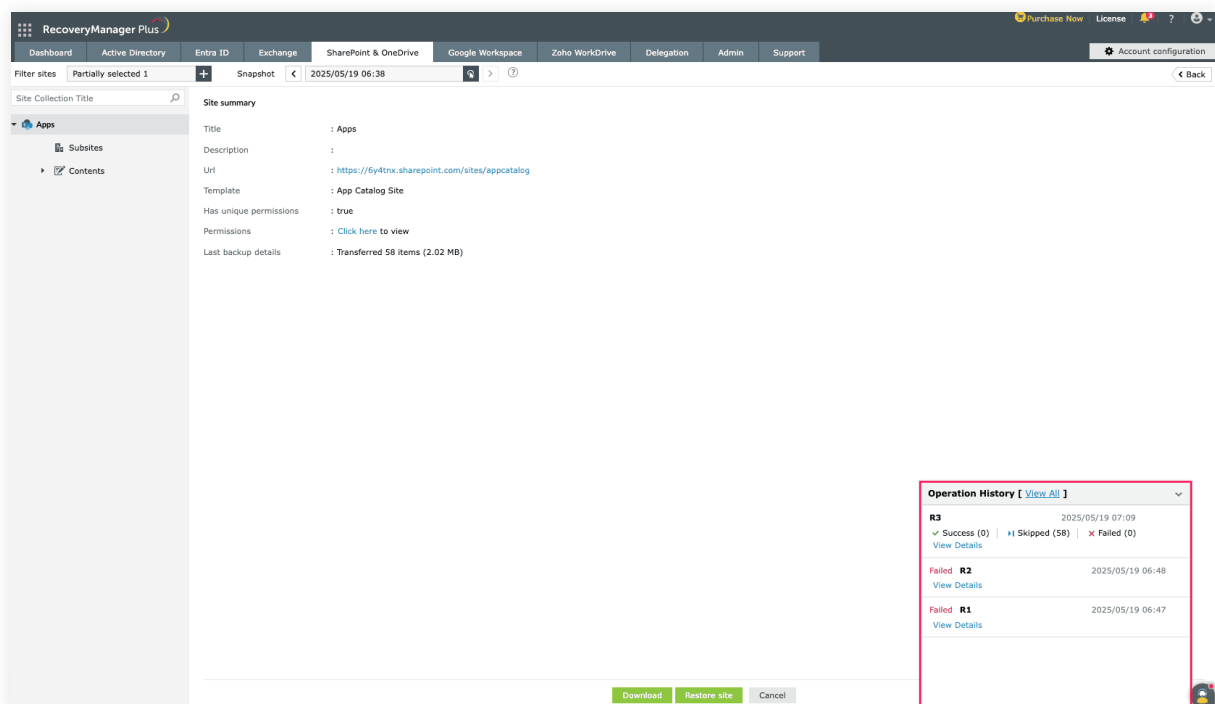 RecoveryManager Plus
Purchase Now License 3 ?
Dashboard Active Directory Entra ID Exchange SharePoint & OneDrive Google Workspace Zoho WorkDrive Delegation Admin Support Account configuration
Filter sites Partially selected 1 + Snapshot < 2025/05/19 06:38 > ? < Back
Site Collection Title
Apps
Subsites
Contents
Site summary
Title : Apps
Description :
Url : https://6y4tnx.sharepoint.com/sites/appcatalog
Template : App Catalog Site
Has unique permissions : true
Permissions : Click here to view
Last backup details : Transferred 58 items (2.02 MB)
Operation History [ View All ]
R3 2025/05/19 07:09
Success (0) Skipped (58) Failed (0)
View Details
Failed R2 2025/05/19 06:48
View Details
Failed R1 2025/05/19 06:47
View Details
Download Restore site Cancel